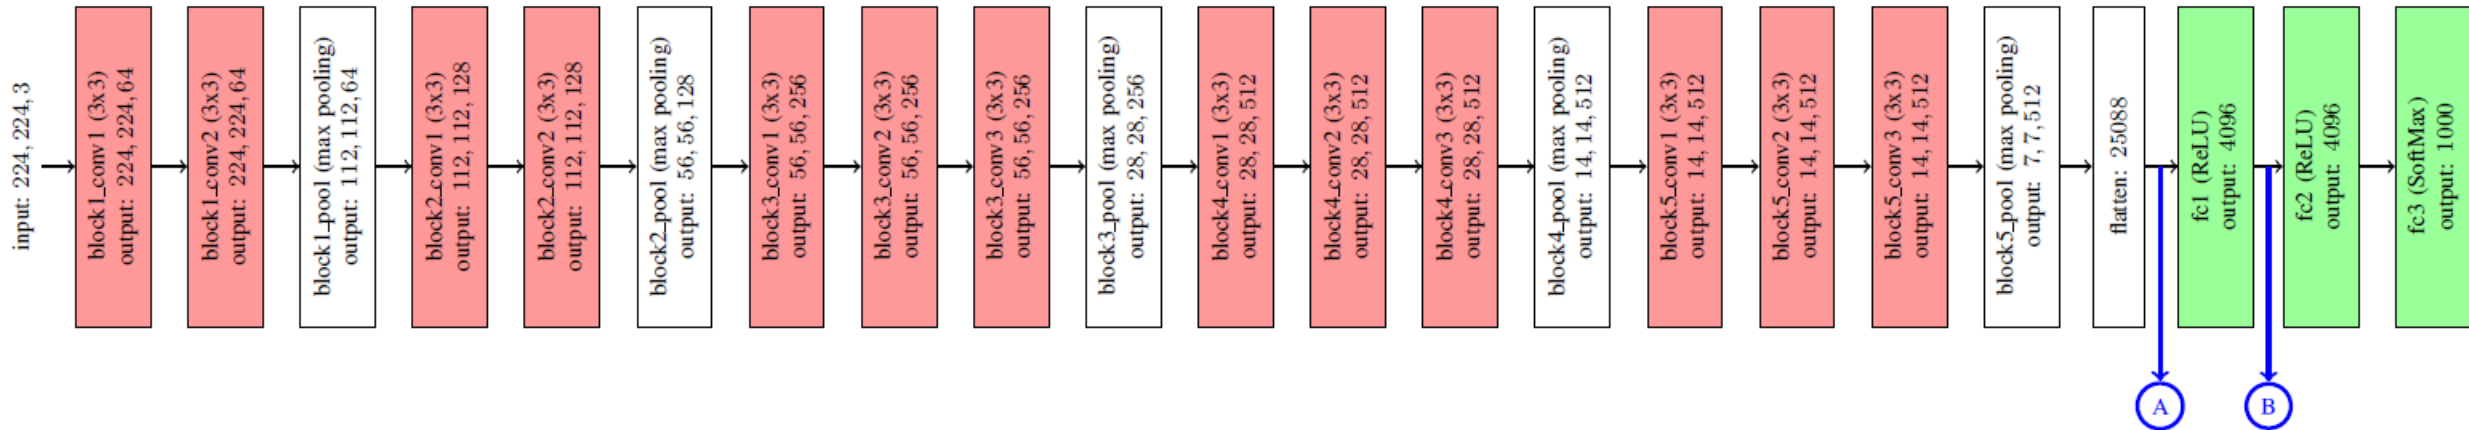 input: 224, 224, 3
block1_conv1 (3x3)
output: 224, 224, 64
block1_conv2 (3x3)
output: 224, 224, 64
block1_pool (max pooling)
output: 112, 112, 64
block2_conv1 (3x3)
output: 112, 112, 128
block2_conv2 (3x3)
output: 112, 112, 128
block2_pool (max pooling)
output: 56, 56, 128
block3_conv1 (3x3)
output: 56, 56, 256
block3_conv2 (3x3)
output: 56, 56, 256
block3_conv3 (3x3)
output: 56, 56, 256
block3_pool (max pooling)
output: 28, 28, 256
block4_conv1 (3x3)
output: 28, 28, 512
block4_conv2 (3x3)
output: 28, 28, 512
block4_conv3 (3x3)
output: 28, 28, 512
block4_pool (max pooling)
output: 14, 14, 512
block5_conv1 (3x3)
output: 14, 14, 512
block5_conv2 (3x3)
output: 14, 14, 512
block5_conv3 (3x3)
output: 14, 14, 512
block5_pool (max pooling)
output: 7, 7, 512
flatten: 25088
fc1 (ReLU)
output: 4096
fc2 (ReLU)
output: 4096
fc3 (SoftMax)
output: 1000
A
B